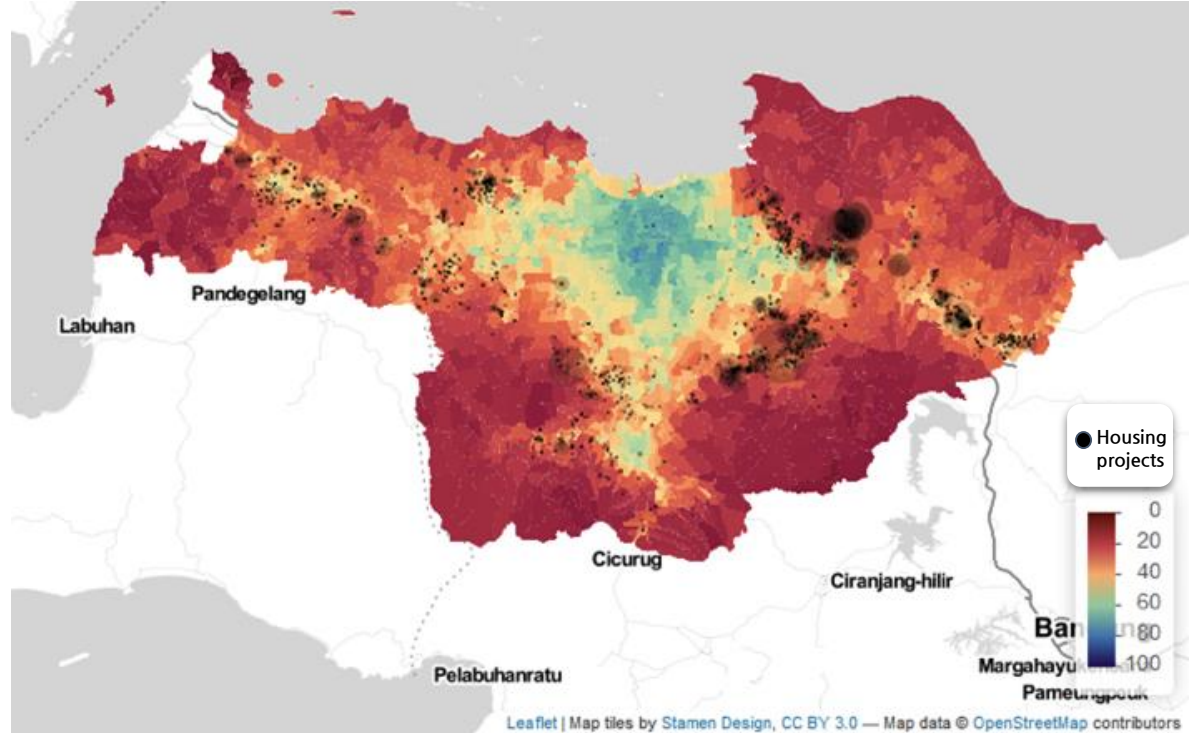 Pandegelang
Labuhan
Housing
projects
0
20
40
60
80
100
Cicurug
Ciranjang-hilir
Pelabuhanratu
Pameungpeuk
Leaflet | Map tiles by Stamen Design, CC BY 3.0 — Map data © OpenStreetMap contributors